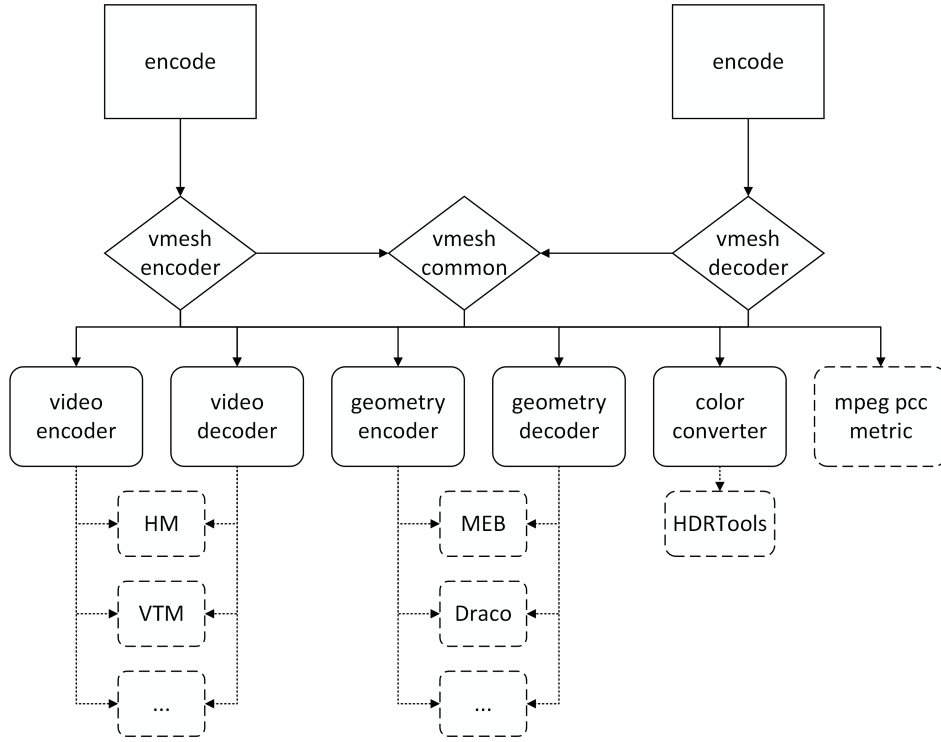 encode
encode
vmesh
encoder
vmesh
common
vmesh
decoder
video
encoder
video
decoder
geometry
encoder
geometry
decoder
color
converter
mpeg pcc
metric
HM
MEB
HDRTools
VTM
Draco
...
...